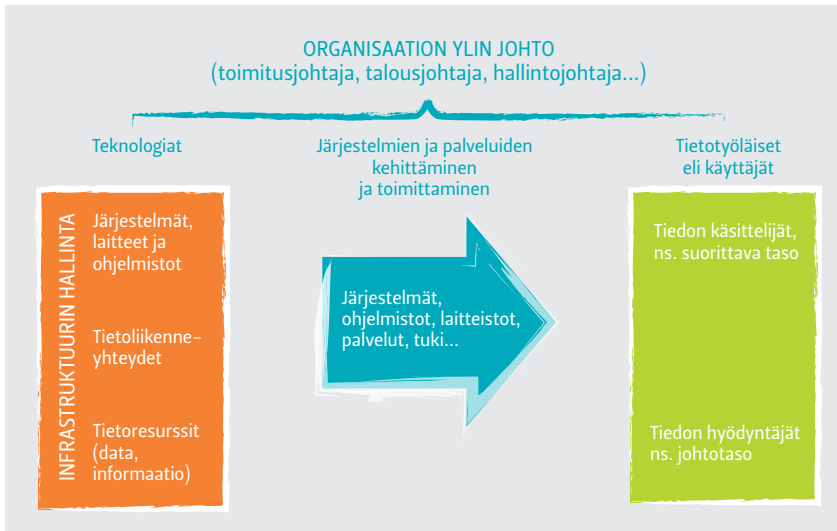 ORGANISAATION YLIN JOHTO
(toimitusjohtaja, talousjohtaja, hallintojohtaja...)
Teknologiat
Järjestelmien ja palveluiden
kehittäminen
ja toimittaminen
Tietotyöläiset
eli käyttäjät
INFRASTRUKTUURIN HALLINTA
Järjestelmät,
laitteet ja
ohjelmistot
Tietoliikenne-
yhteydet
Tietoresurssit
(data,
informaatio)
Järjestelmät,
ohjelmistot, laitteistot,
palvelut, tuki...
Tiedon käsittelijät,
ns. suorittava taso
Tiedon hyödyntäjät
ns. johtotaso